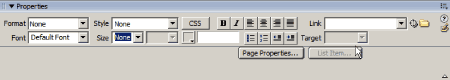 Properties
Format None Style None CSS B I Link
Font Default Font Size None Target
Page Properties... List Item...